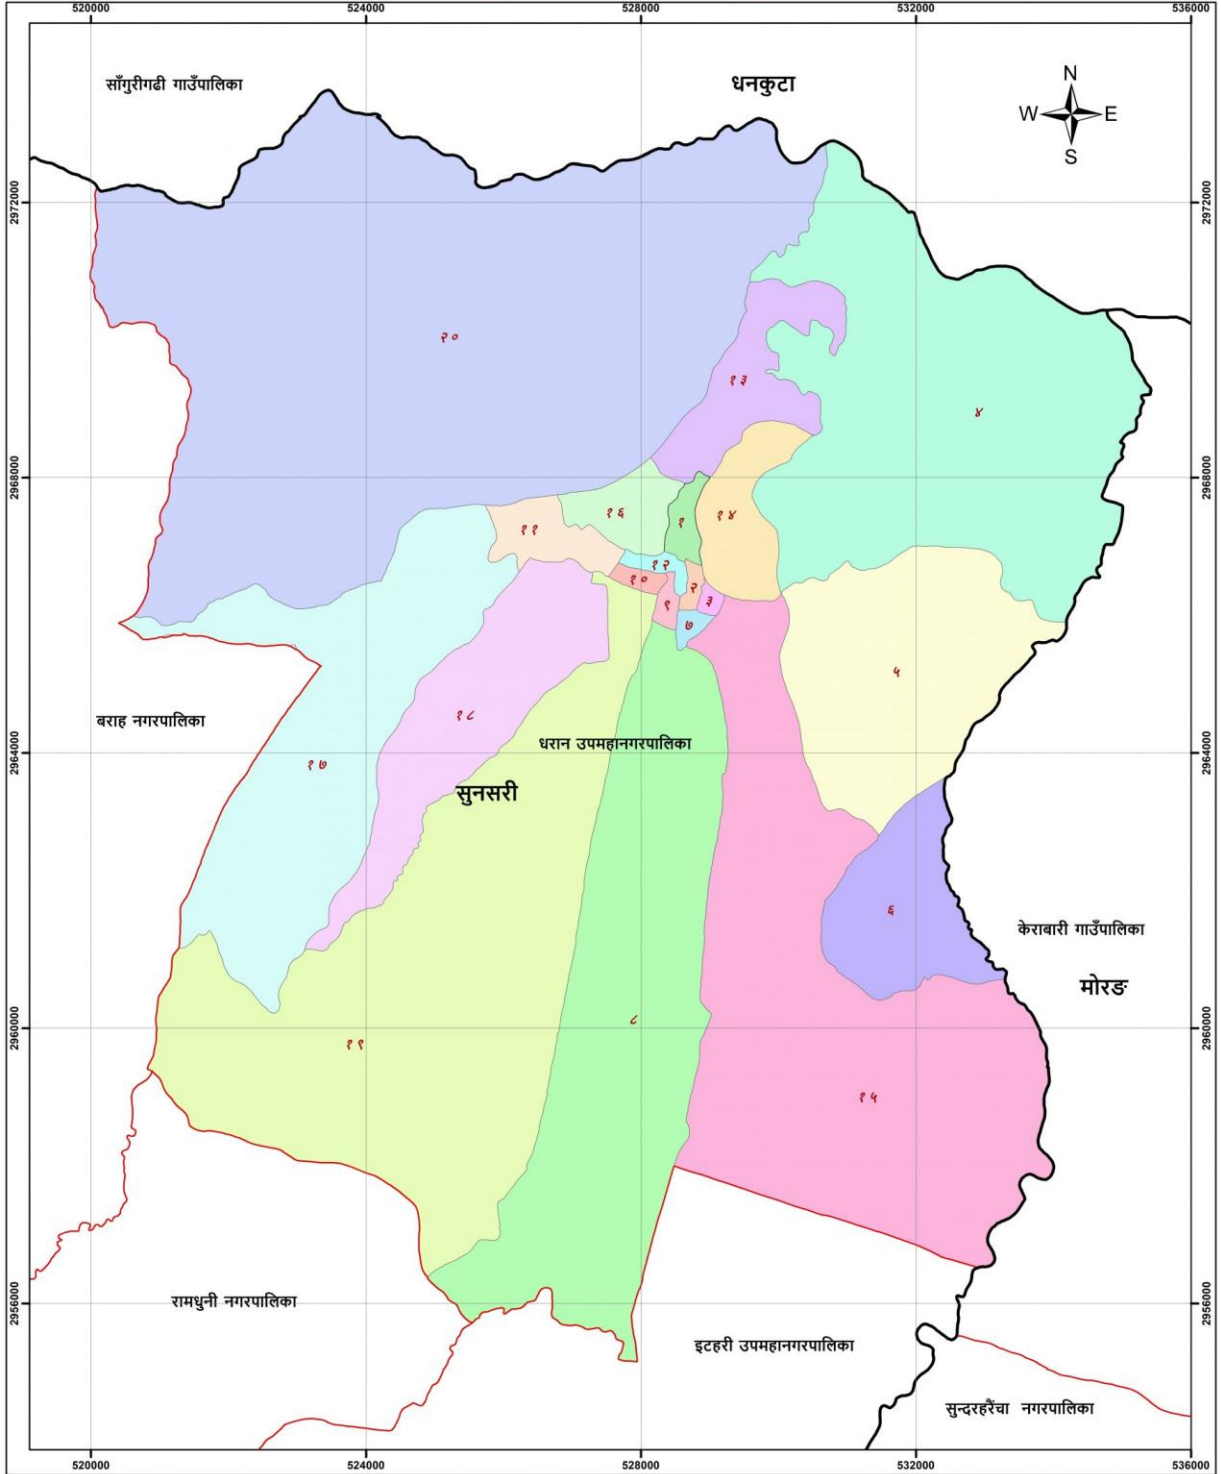 520000 524000 528000 532000 536000
साँगुरीगढी गाउँपालिका
धनकुटा
N
W E
S
2972000 2972000
२०
१३
४
2968000 2968000
१६
१
१४
११
१२
१०
२
९
३
७
५
बराह नगरपालिका
१८
धरान उपमहानगरपालिका
2964000 2964000
१७
सुनसरी
६
केराबारी गाउँपालिका
मोरङ
८
2960000 2960000
१९
१५
रामधुनी नगरपालिका
2956000 2956000
इटहरी उपमहानगरपालिका
सुन्दरहरैंचा नगरपालिका
520000 524000 528000 532000 536000